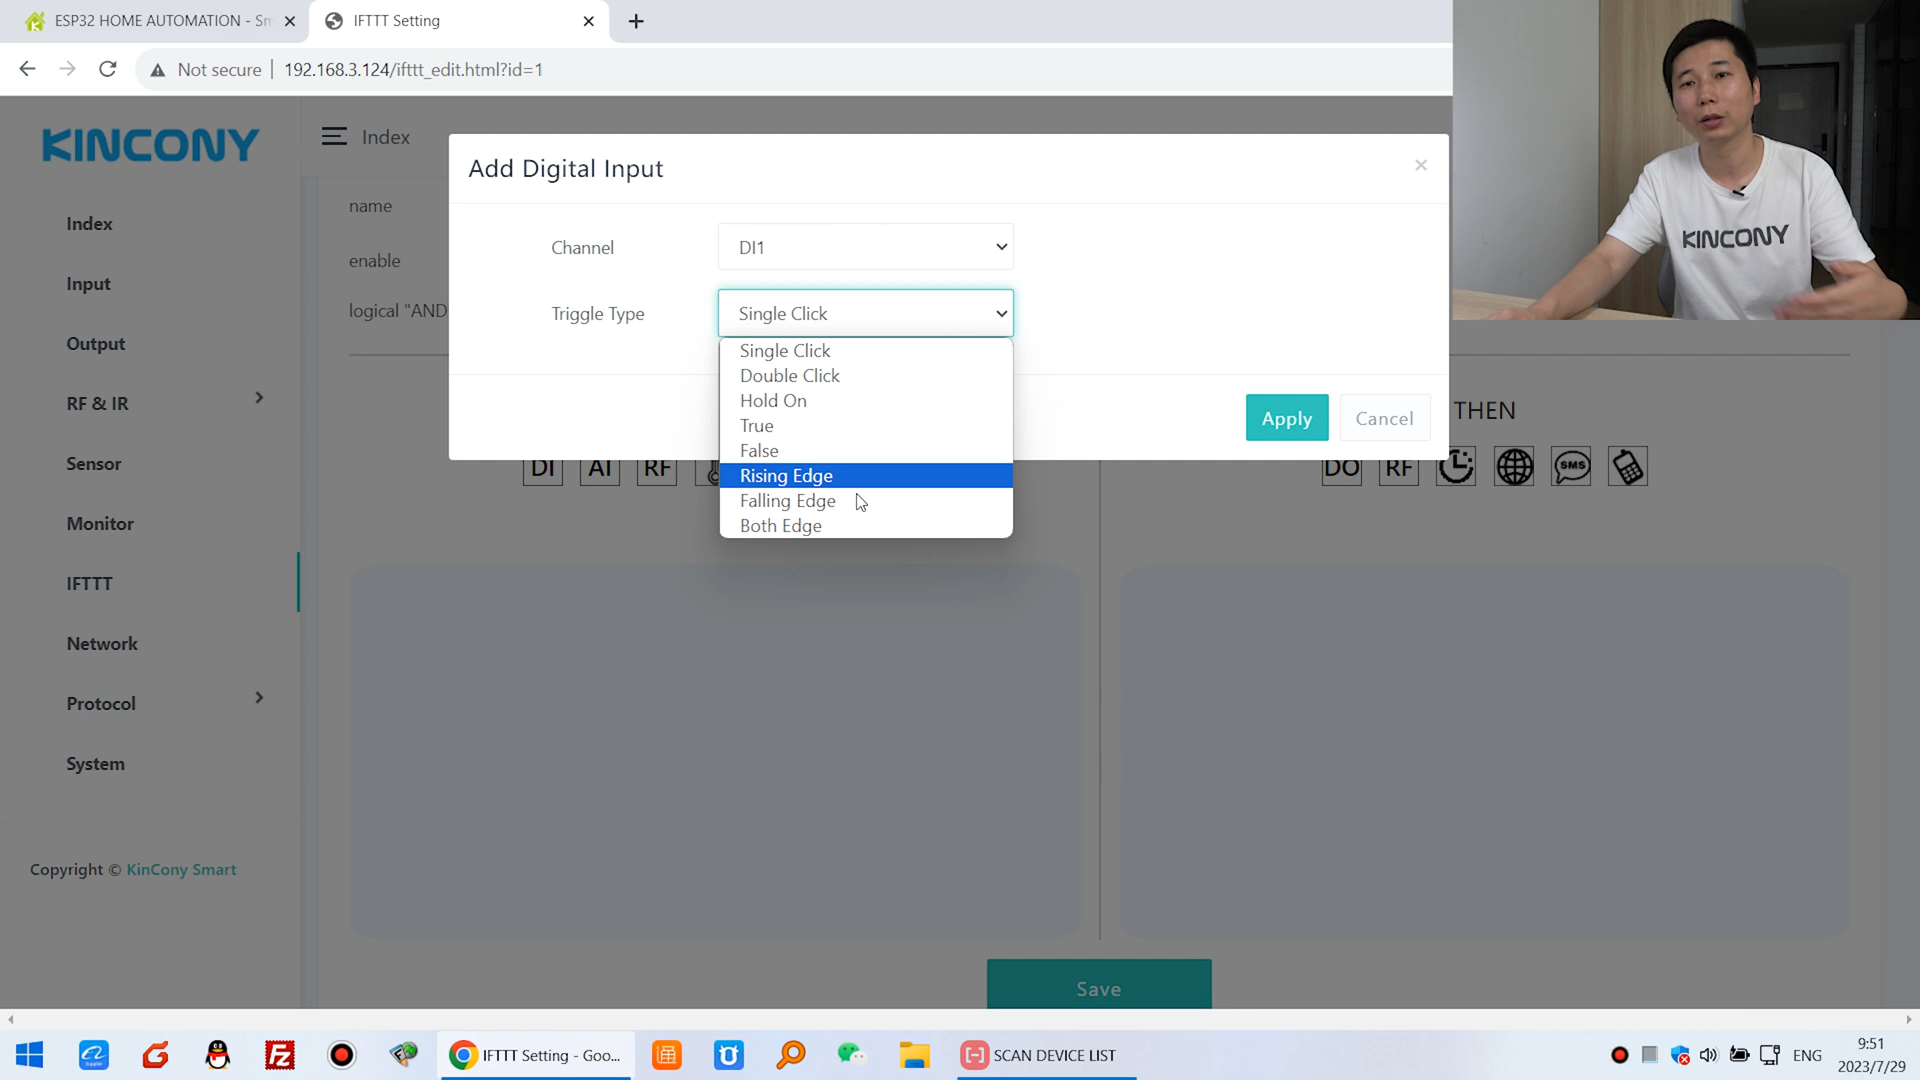 ESP32 HOME AUTOMATION - Sm
IFTTT Setting
Not secure
192.168.3.124/ifttt_edit.html?id=1
KINCONY
Index
Input
Output
RF & IR
Sensor
Monitor
IFTTT
Network
Protocol
System
Copyright © KinCony Smart
Index
name
enable
logical "AND
Add Digital Input
×
Channel
DI1
Triggle Type
Single Click
Single Click
Double Click
Hold On
True
False
Rising Edge
Falling Edge
Both Edge
Apply
Cancel
DI
AI
RF
THEN
DO
RF
SMS
Save
KINCONY
IFTTT Setting - Goo...
SCAN DEVICE LIST
ENG
9:51
2023/7/29